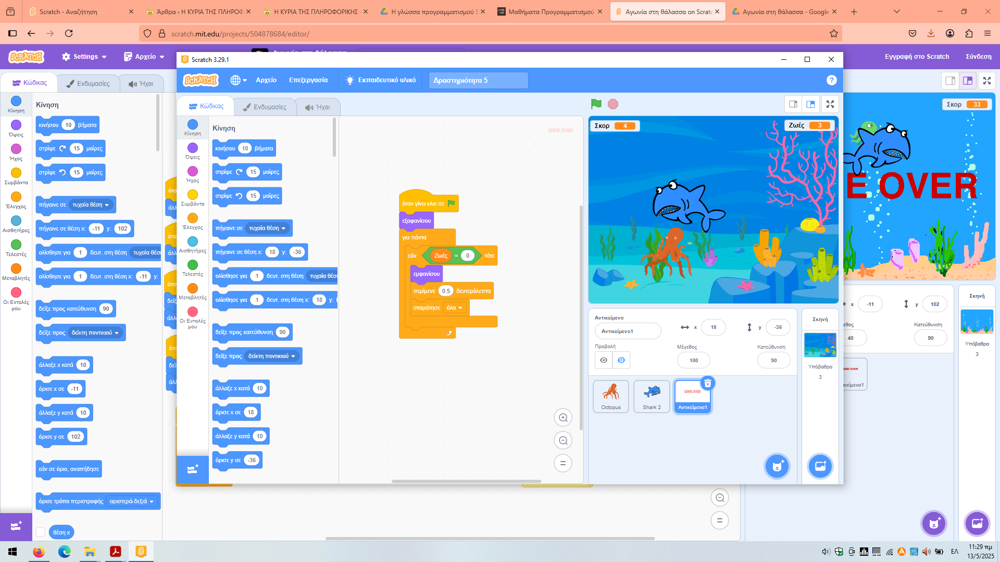 Scratch - Αναζήτηση
Άρθρα ‹ Η ΚΥΡΙΑ ΤΗΣ ΠΛΗΡΟΦ
Η ΚΥΡΙΑ ΤΗΣ ΠΛΗΡΟΦΟΡΙΚΗΣ -
Η γλώσσα προγραμματισμού S
Μαθήματα Προγραμματισμού
Αγωνία στη θάλασσα on Scratc
Αγωνία στη θάλασσα - Google
scratch.mit.edu/projects/504878684/editor/
SCRATCH
Settings
Αρχείο
Εγγραφή στο Scratch
Σύνδεση
Κώδικας
Ενδυμασίες
Ήχοι
Κίνηση
Όψεις
Ήχος
Συμβάντα
Έλεγχος
Αισθητήρες
Τελεστές
Μεταβλητές
Οι Εντολές μου
Κίνηση
κινήσου 10 βήματα
στρίψε 15 μοίρες
στρίψε 15 μοίρες
πήγαινε σε τυχαία θέση
πήγαινε σε θέση x: -11 y: 102
ολίσθησε για 1 δευτ. στη θέση τυχαία θέση
ολίσθησε για 1 δευτ. στη θέση x: -11 y:
δείξε προς κατεύθυνση 90
δείξε προς δείκτη ποντικιού
άλλαξε x κατά 10
όρισε x σε -11
άλλαξε y κατά 10
όρισε y σε 102
εάν σε όριο, αναπήδησε
όρισε τρόπο περιστροφής αριστερά-δεξιά
θέση x
Scratch 3.29.1
SCRATCH
Αρχείο
Επεξεργασία
Εκπαιδευτικό υλικό
Δραστηριότητα 5
?
Κώδικας
Ενδυμασίες
Ήχοι
Κίνηση
Όψεις
Ήχος
Συμβάντα
Έλεγχος
Αισθητήρες
Τελεστές
Μεταβλητές
Οι Εντολές μου
Κίνηση
κινήσου 10 βήματα
στρίψε 15 μοίρες
στρίψε 15 μοίρες
πήγαινε σε τυχαία θέση
πήγαινε σε θέση x: 18 y: -36
ολίσθησε για 1 δευτ. στη θέση τυχαία θέση
ολίσθησε για 1 δευτ. στη θέση x: 18 y:
δείξε προς κατεύθυνση 90
δείξε προς δείκτη ποντικιού
άλλαξε x κατά 10
όρισε x σε 18
άλλαξε y κατά 10
όρισε y σε -36
GAME OVER
όταν γίνει κλικ σε
εξαφανίσου
για πάντα
εάν Ζωές = 0 τότε
εμφανίσου
περίμενε 0.5 δευτερόλεπτα
σταμάτησε όλα
Σκορ 4
Ζωές 3
Αντικείμενο
Αντικείμενο1
x 18
y -36
Προβολή
Μέγεθος
100
Κατεύθυνση
90
Octopus
Shark 2
GAME OVER
Αντικείμενο1
Σκηνή
Υπόβαθρα
3
Σκορ 33
E OVER
x -11
y 102
40
Κατεύθυνση
90
Σκηνή
Υπόβαθρα
3
ΕΛ
11:29 πμ
13/5/2025